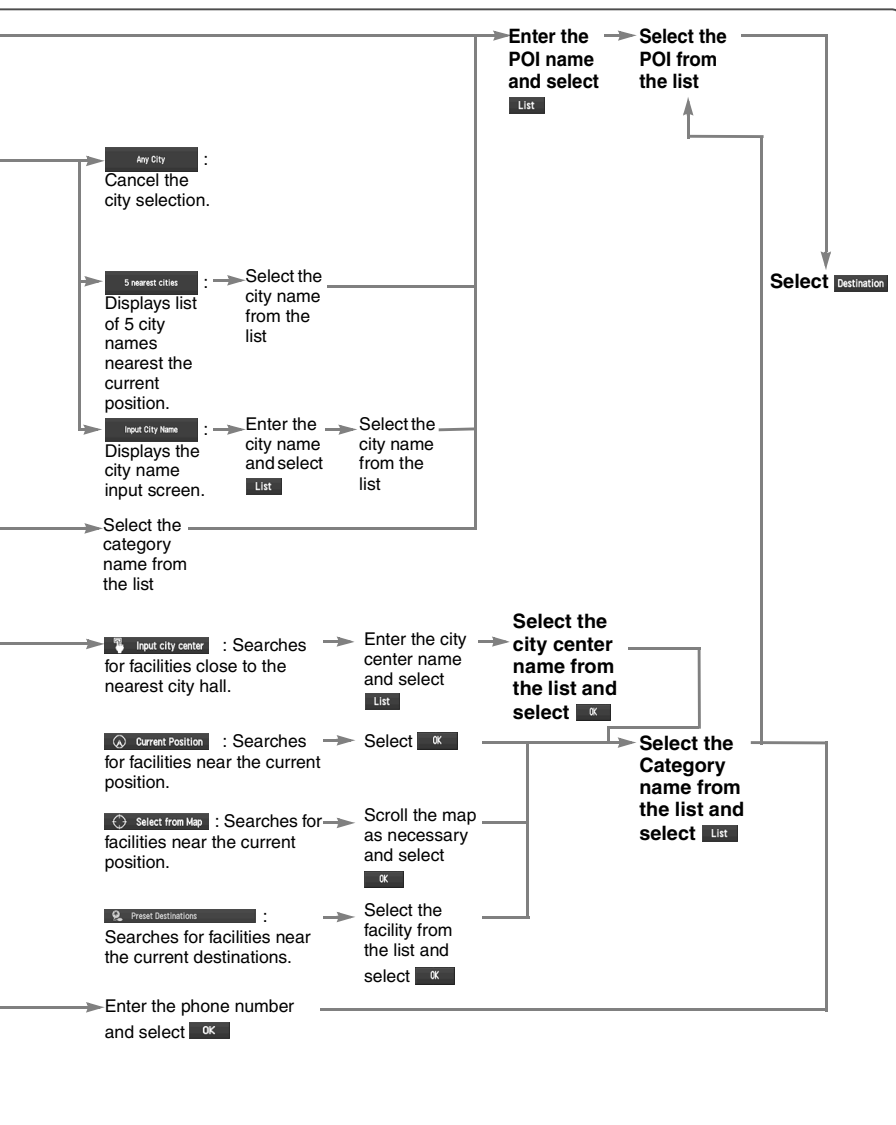 Enter the
POI name
and select
List
Select the
POI from
the list
Any City :
Cancel the
city selection.
Select Destination
5 nearest cities :
Displays list
of 5 city
names
nearest the
current
position.
Select the
city name
from the
list
Input City Name :
Displays the
city name
input screen.
Enter the
city name
and select
List
Select the
city name
from the
list
Select the
category
name from
the list
Input city center : Searches
for facilities close to the
nearest city hall.
Enter the city
center name
and select
List
Select the
city center
name from
the list and
select OK
Current Position : Searches
for facilities near the current
position.
Select OK
Select the
Category
name from
the list and
select List
Select from Map : Searches for
facilities near the current
position.
Scroll the map
as necessary
and select
OK
Preset Destinations :
Searches for facilities near
the current destinations.
Select the
facility from
the list and
select OK
Enter the phone number
and select OK